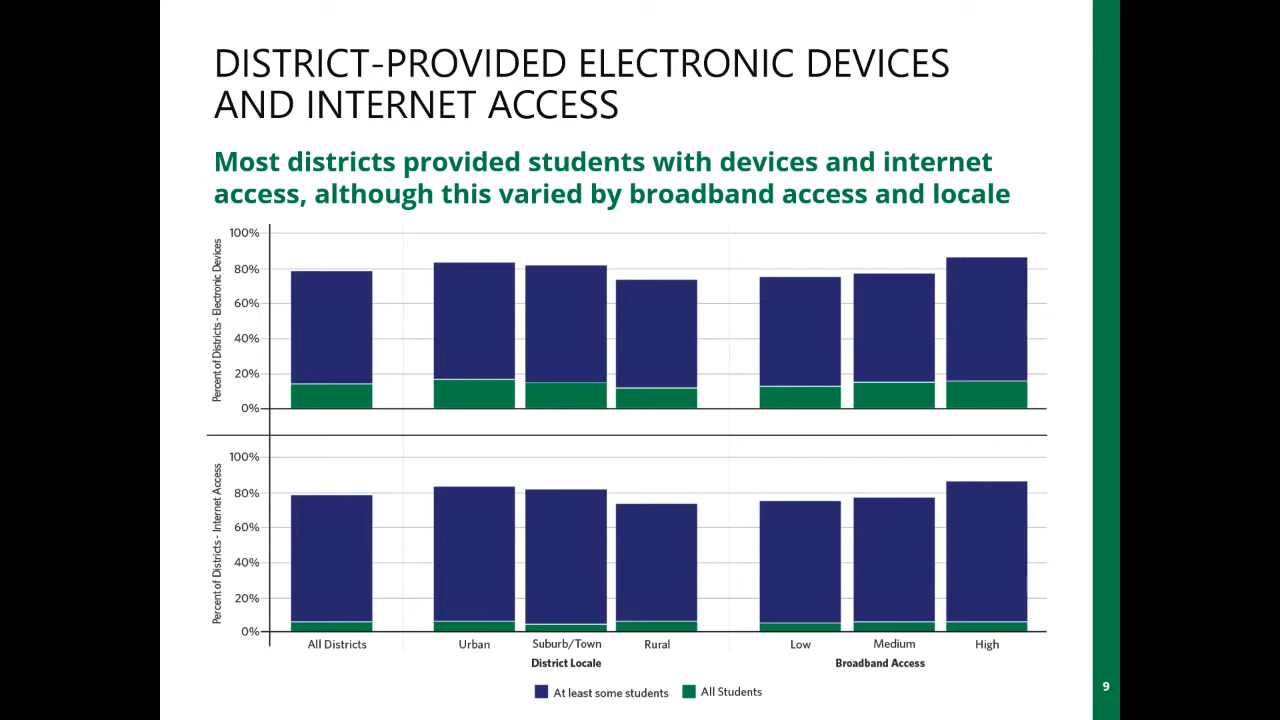 DISTRICT-PROVIDED ELECTRONIC DEVICES
AND INTERNET ACCESS
Most districts provided students with devices and internet
access, although this varied by broadband access and locale
Percent of Districts - Electronic Devices
100%
80%
60%
40%
20%
0%
Percent of Districts - Internet Access
100%
80%
60%
40%
20%
0%
All Districts
Urban
Suburb/Town
Rural
Low
Medium
High
District Locale
Broadband Access
At least some students
All Students
9